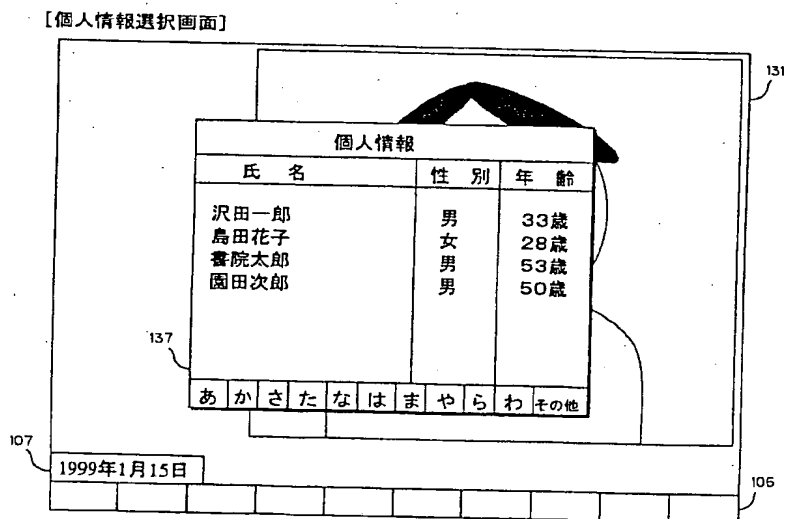 [個人情報選択画面]
131
個人情報
氏 名 性 別 年 齢
沢田一郎 男 33歳
島田花子 女 28歳
書院太郎 男 53歳
園田次郎 男 50歳
137
あ か さ た な は ま や ら わ その他
107
1999年1月15日
106